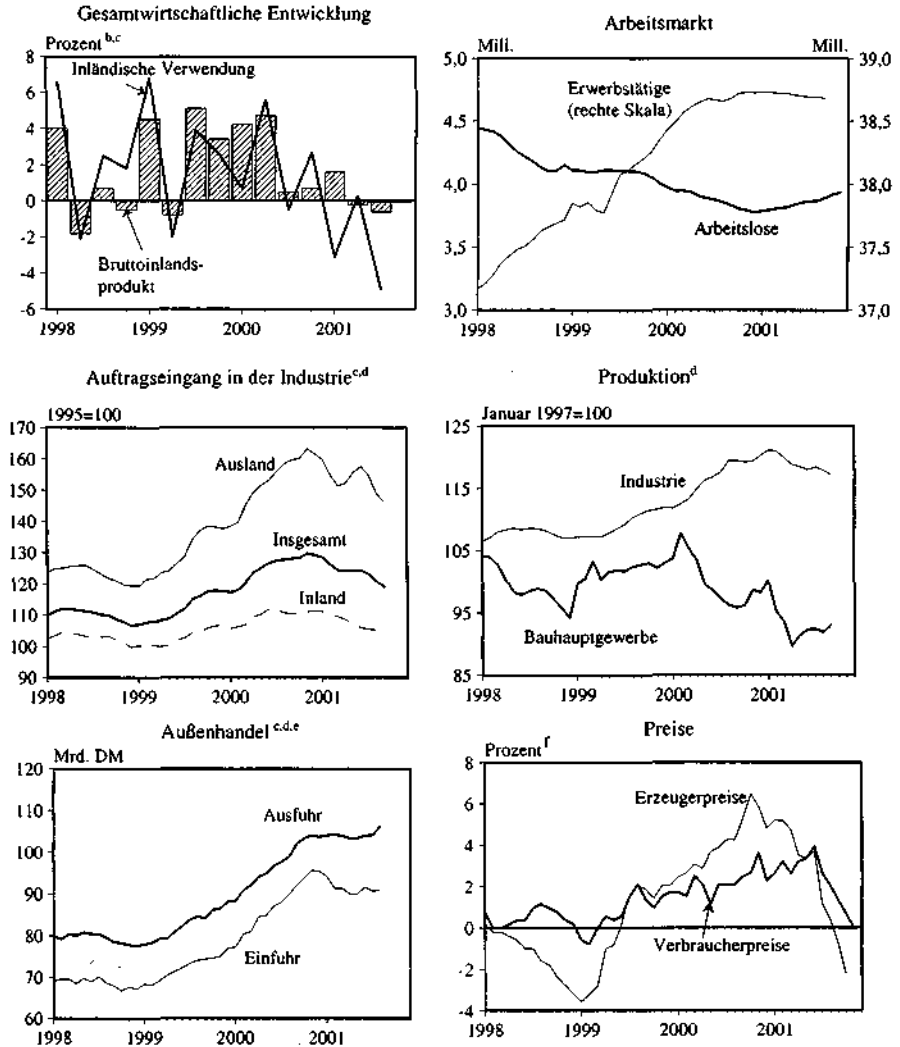 Gesamtwirtschaftliche Entwicklung
Prozent b,c
8
6
4
2
0
-2
-4
-6
Inländische Verwendung
Bruttoinlands-
produkt
1998 1999 2000 2001
Arbeitsmarkt
Mill. Mill.
5,0 39,0
4,5 38,5
4,0 38,0
3,5 37,5
3,0 37,0
Erwerbstätige
(rechte Skala)
Arbeitslose
1998 1999 2000 2001
Auftragseingang in der Industrie c,d
1995=100
170
160
150
140
130
120
110
100
90
Ausland
Insgesamt
Inland
1998 1999 2000 2001
Produktion d
Januar 1997=100
125
115
105
95
85
Industrie
Bauhauptgewerbe
1998 1999 2000 2001
Außenhandel c,d,e
Mrd. DM
120
110
100
90
80
70
60
Ausfuhr
Einfuhr
1998 1999 2000 2001
Preise
Prozent f
8
6
4
2
0
-2
-4
Erzeugerpreise
Verbraucherpreise
1998 1999 2000 2001